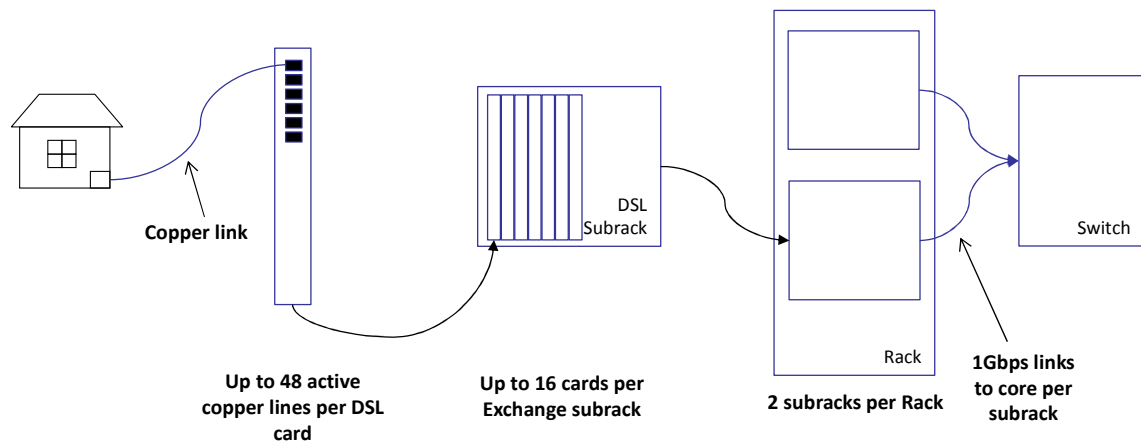 Copper link
Up to 48 active
copper lines per DSL
card
DSL
Subrack
Up to 16 cards per
Exchange subrack
Rack
2 subracks per Rack
Switch
1Gbps links
to core per
subrack